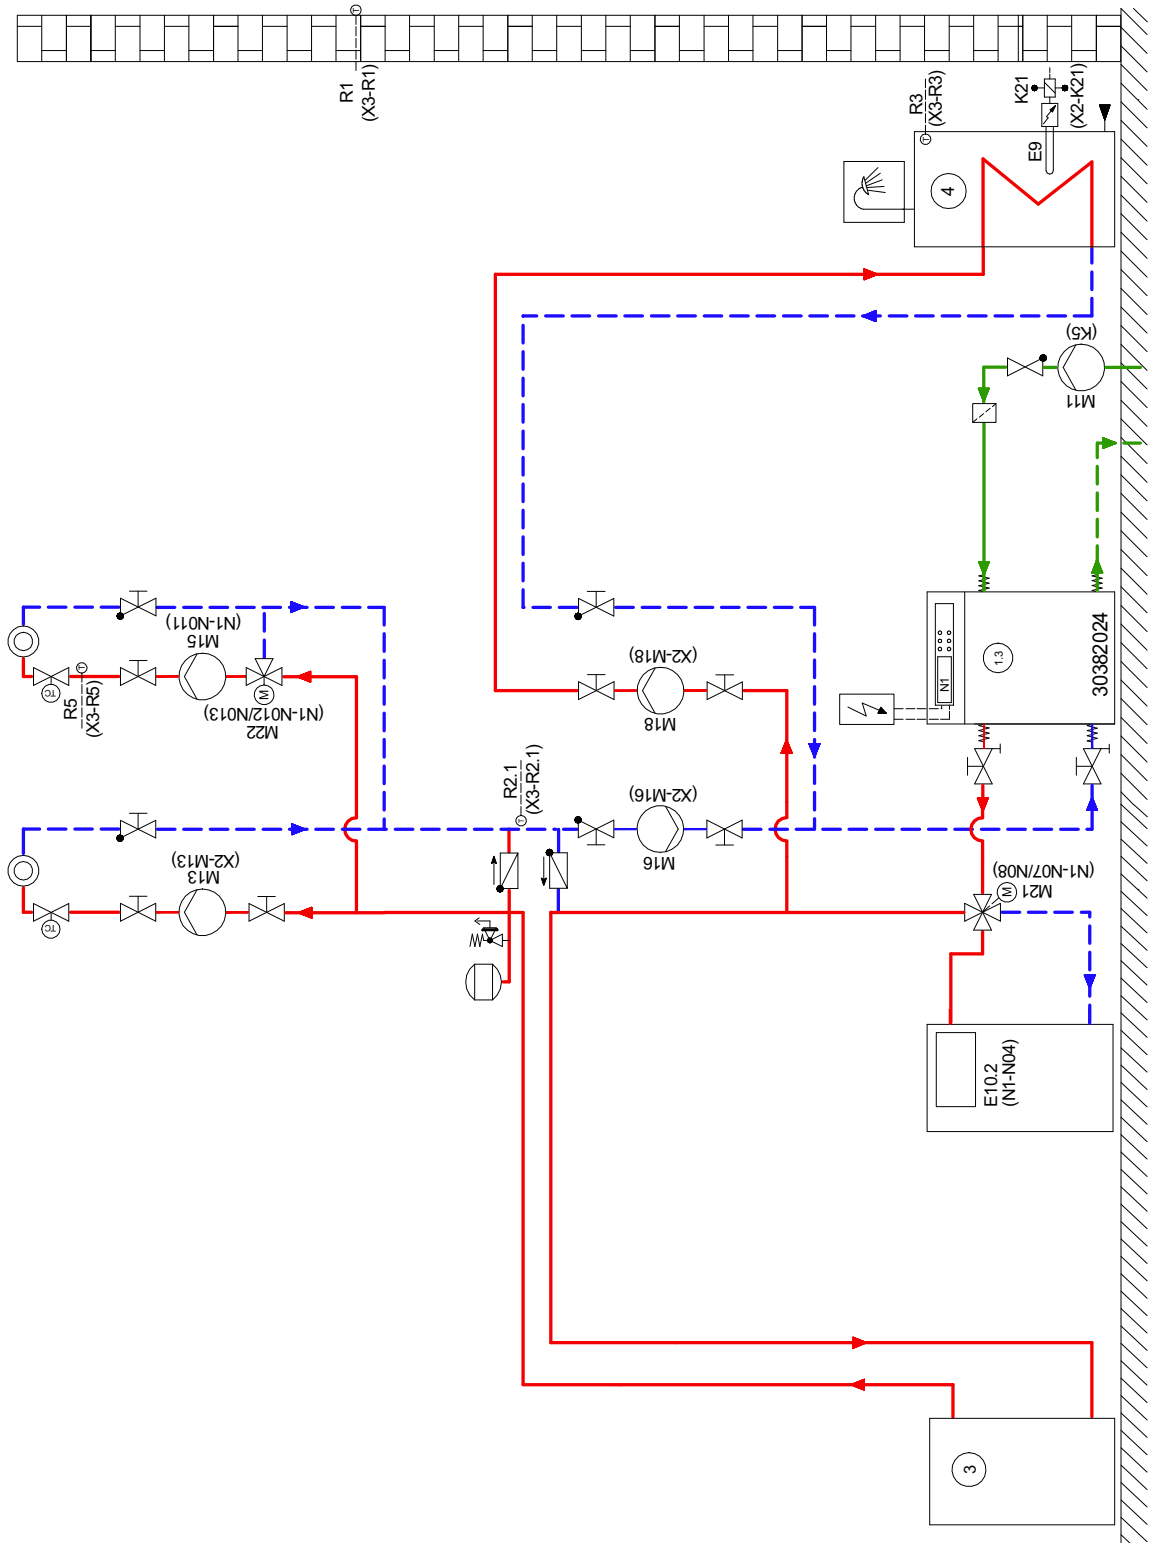 R1
(X3-R1)
T
R3
(X3-R3)
T
K21
(X2-K21)
E9
4
M11
(K5)
M15
(N1-N011)
TC
T
R5
(X3-R5)
M
M22
(N1-N012/N013)
M18
(X2-M18)
N1
1.3
30382024
R2.1
(X3-R2.1)
T
M13
(X2-M13)
TC
M16
(X2-M16)
M
M21
(N1-N07/N08)
E10.2
(N1-N04)
3